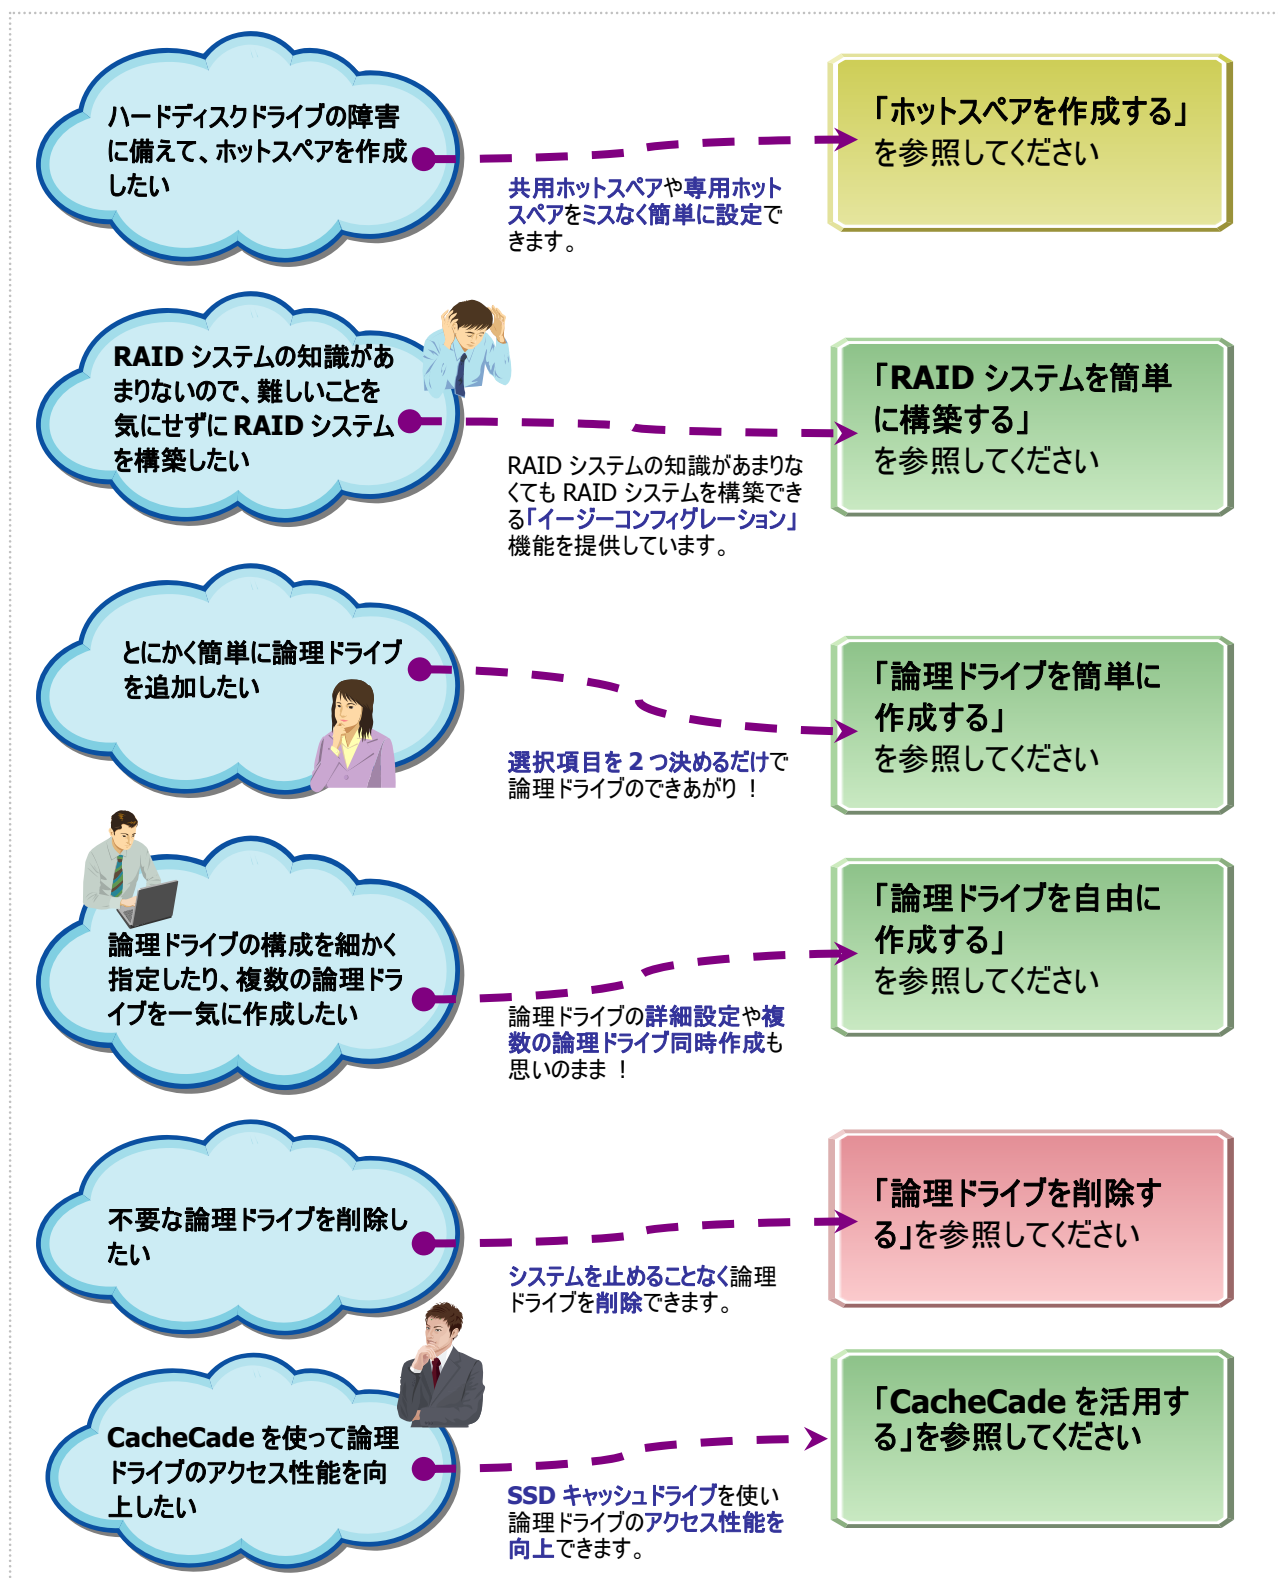 ハードディスクドライブの障害
に備えて、ホットスペアを作成
したい
共用ホットスペアや専用ホット
スペアをミスなく簡単に設定で
きます。
「ホットスペアを作成する」
を参照してください
RAID システムの知識があ
まりないので、難しいことを
気にせずに RAID システム
を構築したい
RAID システムの知識があまりな
くても RAID システムを構築でき
る「イージーコンフィグレーション」
機能を提供しています。
「RAID システムを簡単
に構築する」
を参照してください
とにかく簡単に論理ドライブ
を追加したい
選択項目を 2 つ決めるだけで
論理ドライブのできあがり！
「論理ドライブを簡単に
作成する」
を参照してください
論理ドライブの構成を細かく
指定したり、複数の論理ドラ
イブを一気に作成したい
論理ドライブの詳細設定や複
数の論理ドライブ同時作成も
思いのまま！
「論理ドライブを自由に
作成する」
を参照してください
不要な論理ドライブを削除し
たい
システムを止めることなく論理
ドライブを削除できます。
「論理ドライブを削除す
る」を参照してください
CacheCade を使って論理
ドライブのアクセス性能を向
上したい
SSD キャッシュドライブを使い
論理ドライブのアクセス性能を
向上できます。
「CacheCade を活用す
る」を参照してください